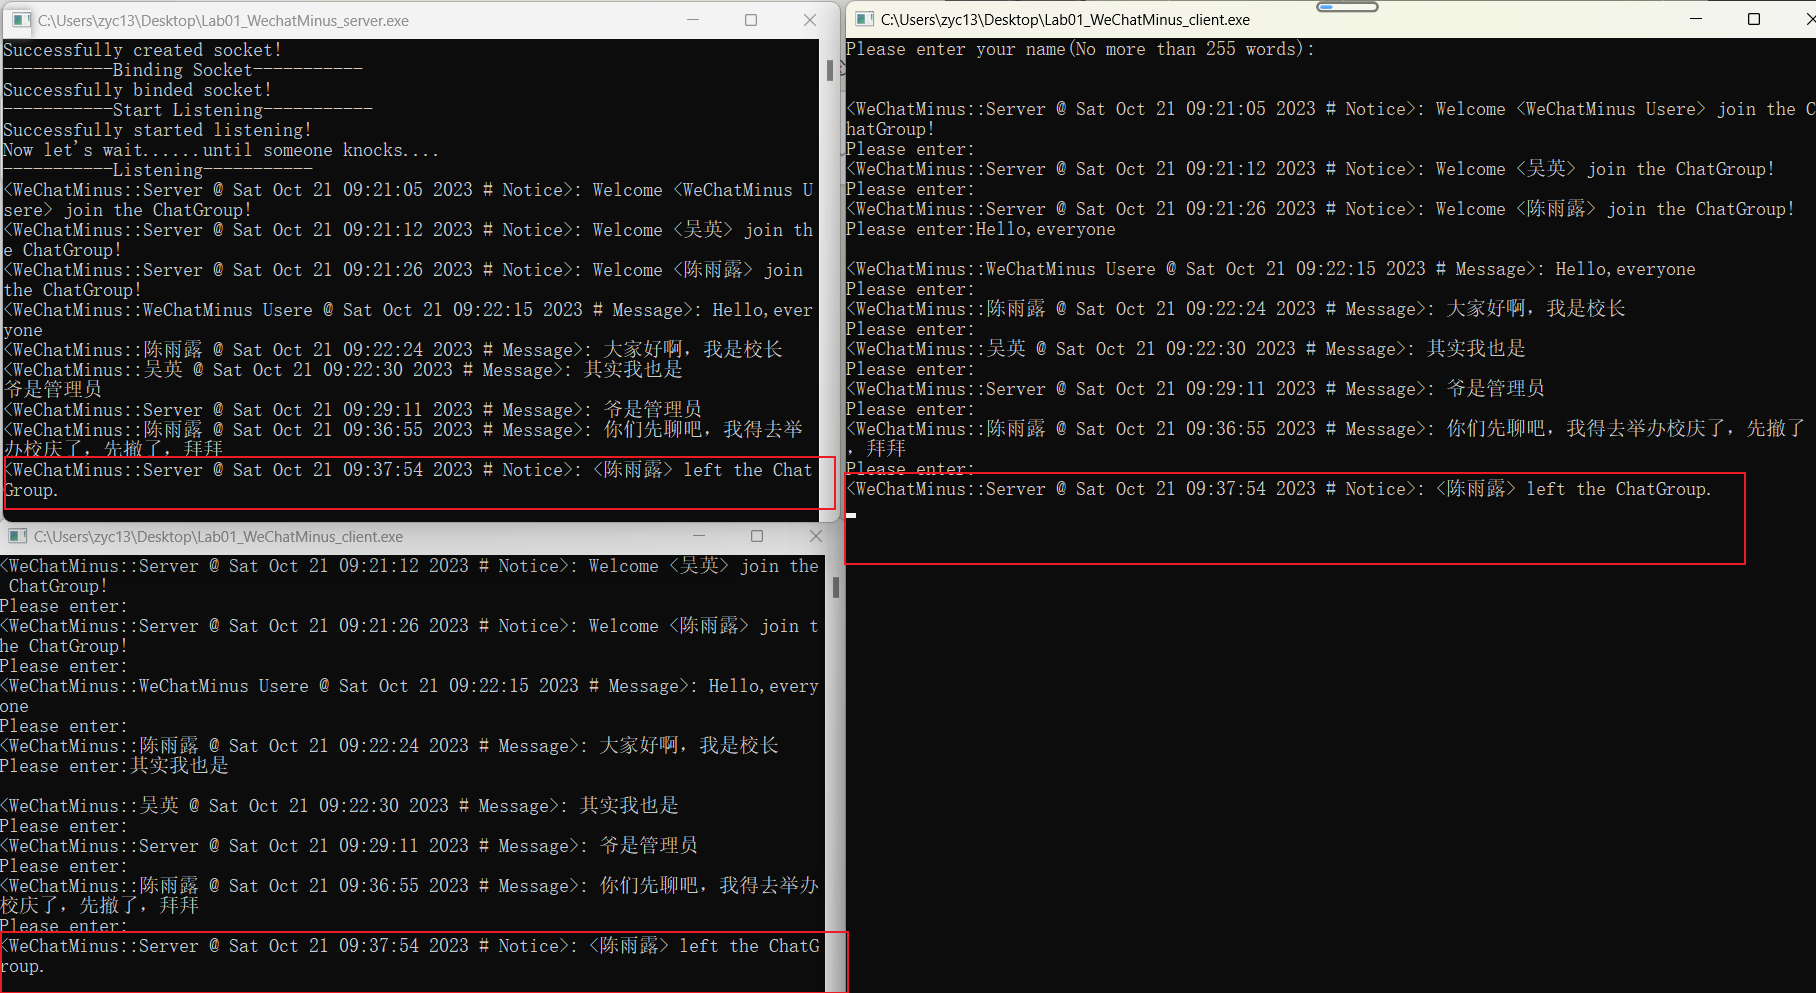 C:\Users\zyc13\Desktop\Lab01_WechatMinus_server.exe
Successfully created socket!
-----------Binding Socket-----------
Successfully binded socket!
-----------Start Listening-----------
Successfully started listening!
Now let's wait......until someone knocks....
-----------Listening-----------
<WeChatMinus::Server @ Sat Oct 21 09:21:05 2023 # Notice>: Welcome <WeChatMinus U
sere> join the ChatGroup!
<WeChatMinus::Server @ Sat Oct 21 09:21:12 2023 # Notice>: Welcome <吴英> join th
e ChatGroup!
<WeChatMinus::Server @ Sat Oct 21 09:21:26 2023 # Notice>: Welcome <陈雨露> join
the ChatGroup!
<WeChatMinus::WeChatMinus Usere @ Sat Oct 21 09:22:15 2023 # Message>: Hello,ever
yone
<WeChatMinus::陈雨露 @ Sat Oct 21 09:22:24 2023 # Message>: 大家好啊，我是校长
<WeChatMinus::吴英 @ Sat Oct 21 09:22:30 2023 # Message>: 其实我也是
爷是管理员
<WeChatMinus::Server @ Sat Oct 21 09:29:11 2023 # Message>: 爷是管理员
<WeChatMinus::陈雨露 @ Sat Oct 21 09:36:55 2023 # Message>: 你们先聊吧，我得去举
办校庆了，先撤了，拜拜
<WeChatMinus::Server @ Sat Oct 21 09:37:54 2023 # Notice>: <陈雨露> left the Chat
Group.
C:\Users\zyc13\Desktop\Lab01_WeChatMinus_client.exe
<WeChatMinus::Server @ Sat Oct 21 09:21:12 2023 # Notice>: Welcome <吴英> join the
ChatGroup!
Please enter:
<WeChatMinus::Server @ Sat Oct 21 09:21:26 2023 # Notice>: Welcome <陈雨露> join t
he ChatGroup!
Please enter:
<WeChatMinus::WeChatMinus Usere @ Sat Oct 21 09:22:15 2023 # Message>: Hello,every
one
Please enter:
<WeChatMinus::陈雨露 @ Sat Oct 21 09:22:24 2023 # Message>: 大家好啊，我是校长
Please enter:其实我也是
<WeChatMinus::吴英 @ Sat Oct 21 09:22:30 2023 # Message>: 其实我也是
Please enter:
<WeChatMinus::Server @ Sat Oct 21 09:29:11 2023 # Message>: 爷是管理员
Please enter:
<WeChatMinus::陈雨露 @ Sat Oct 21 09:36:55 2023 # Message>: 你们先聊吧，我得去举办
校庆了，先撤了，拜拜
Please enter:
<WeChatMinus::Server @ Sat Oct 21 09:37:54 2023 # Notice>: <陈雨露> left the ChatG
roup.
C:\Users\zyc13\Desktop\Lab01_WeChatMinus_client.exe
Please enter your name(No more than 255 words):
<WeChatMinus::Server @ Sat Oct 21 09:21:05 2023 # Notice>: Welcome <WeChatMinus Usere> join the C
hatGroup!
Please enter:
<WeChatMinus::Server @ Sat Oct 21 09:21:12 2023 # Notice>: Welcome <吴英> join the ChatGroup!
Please enter:
<WeChatMinus::Server @ Sat Oct 21 09:21:26 2023 # Notice>: Welcome <陈雨露> join the ChatGroup!
Please enter:Hello,everyone
<WeChatMinus::WeChatMinus Usere @ Sat Oct 21 09:22:15 2023 # Message>: Hello,everyone
Please enter:
<WeChatMinus::陈雨露 @ Sat Oct 21 09:22:24 2023 # Message>: 大家好啊，我是校长
Please enter:
<WeChatMinus::吴英 @ Sat Oct 21 09:22:30 2023 # Message>: 其实我也是
Please enter:
<WeChatMinus::Server @ Sat Oct 21 09:29:11 2023 # Message>: 爷是管理员
Please enter:
<WeChatMinus::陈雨露 @ Sat Oct 21 09:36:55 2023 # Message>: 你们先聊吧，我得去举办校庆了，先撤了
，拜拜
Please enter:
<WeChatMinus::Server @ Sat Oct 21 09:37:54 2023 # Notice>: <陈雨露> left the ChatGroup.